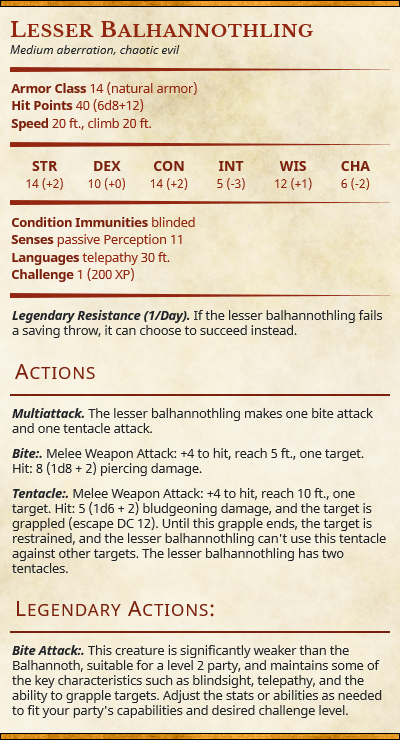 Lesser Balhannothling
Medium aberration, chaotic evil
Armor Class 14 (natural armor)
Hit Points 40 (6d8+12)
Speed 20 ft., climb 20 ft.
STR DEX CON INT WIS CHA
14 (+2) 10 (+0) 14 (+2) 5 (-3) 12 (+1) 6 (-2)
Condition Immunities blinded
Senses passive Perception 11
Languages telepathy 30 ft.
Challenge 1 (200 XP)
Legendary Resistance (1/Day). If the lesser balhannothling fails
a saving throw, it can choose to succeed instead.
Actions
Multiattack. The lesser balhannothling makes one bite attack
and one tentacle attack.
Bite:. Melee Weapon Attack: +4 to hit, reach 5 ft., one target.
Hit: 8 (1d8 + 2) piercing damage.
Tentacle:. Melee Weapon Attack: +4 to hit, reach 10 ft., one
target. Hit: 5 (1d6 + 2) bludgeoning damage, and the target is
grappled (escape DC 12). Until this grapple ends, the target is
restrained, and the lesser balhannothling can't use this tentacle
against other targets. The lesser balhannothling has two
tentacles.
Legendary Actions:
Bite Attack:. This creature is significantly weaker than the
Balhannoth, suitable for a level 2 party, and maintains some of
the key characteristics such as blindsight, telepathy, and the
ability to grapple targets. Adjust the stats or abilities as needed
to fit your party's capabilities and desired challenge level.